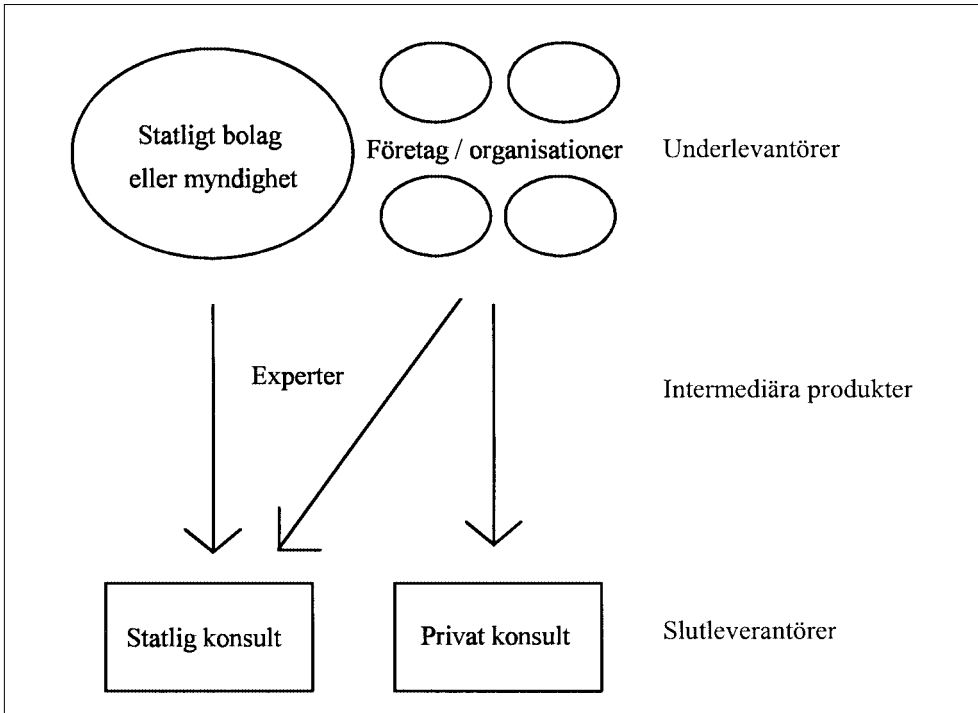 Statligt bolag
eller myndighet
Företag / organisationer
Underlevantörer
Experter
Intermediära produkter
Statlig konsult
Privat konsult
Slutleverantörer